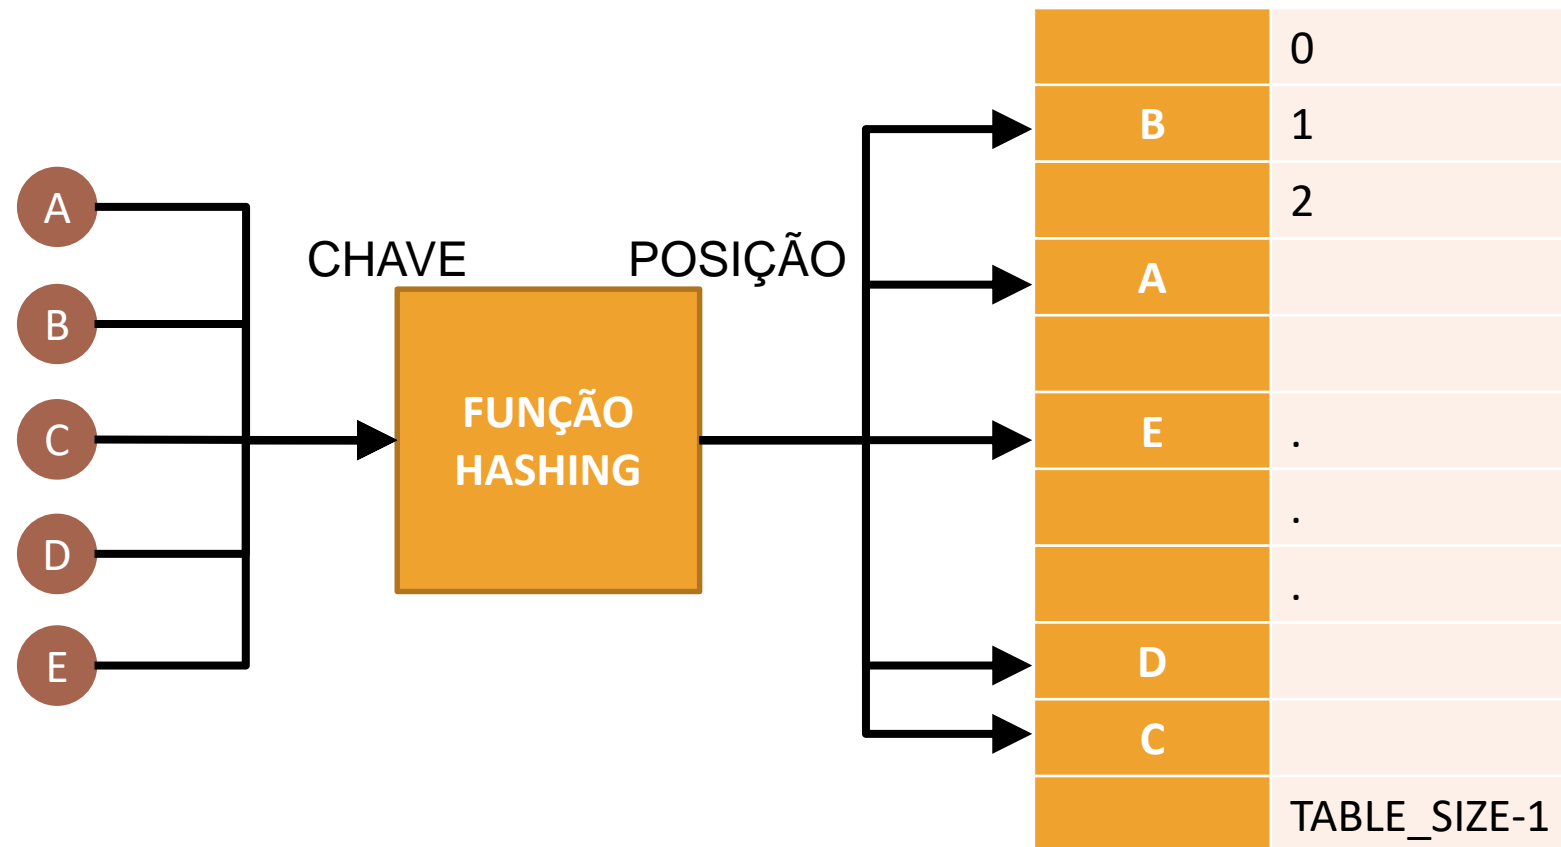 A
B
C
D
E
CHAVE
POSIÇÃO
FUNÇÃO
HASHING
0
B 1
2
A
E .
.
.
D
C
TABLE_SIZE-1